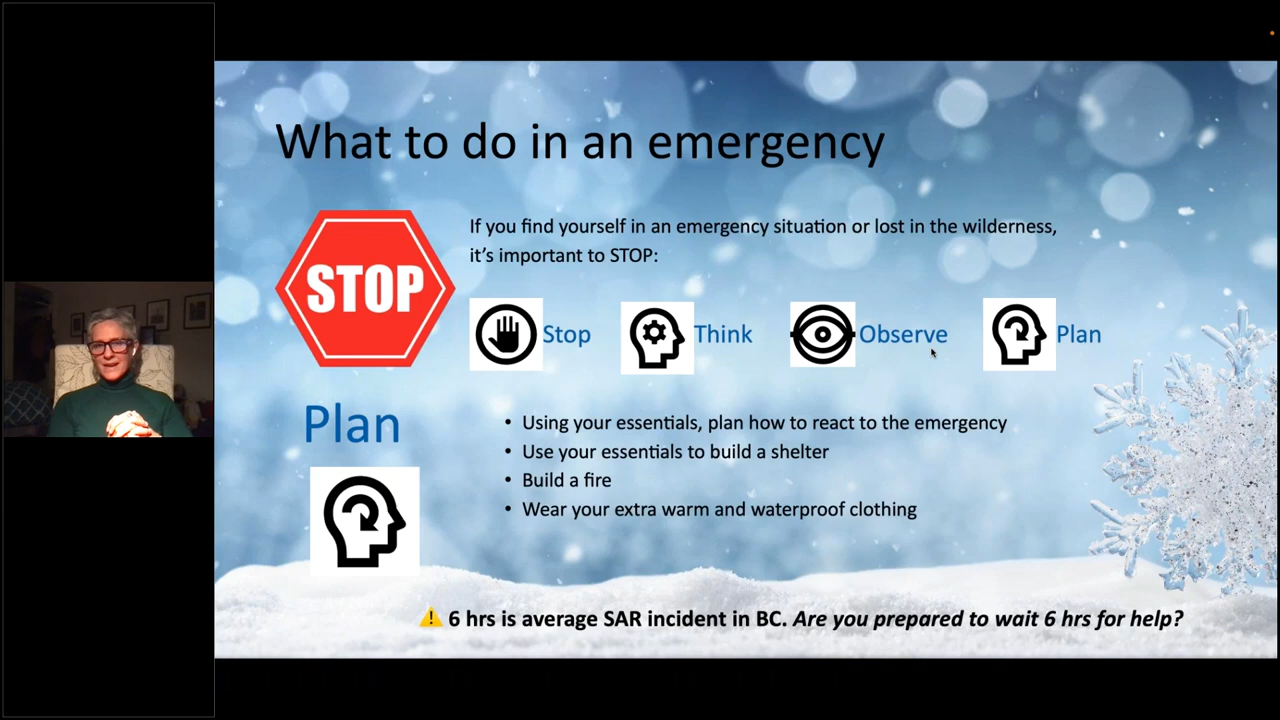 What to do in an emergency
STOP
If you find yourself in an emergency situation or lost in the wilderness,
it's important to STOP:
Stop
Think
Observe
Plan
Plan
• Using your essentials, plan how to react to the emergency
• Use your essentials to build a shelter
• Build a fire
• Wear your extra warm and waterproof clothing
⚠ 6 hrs is average SAR incident in BC. Are you prepared to wait 6 hrs for help?